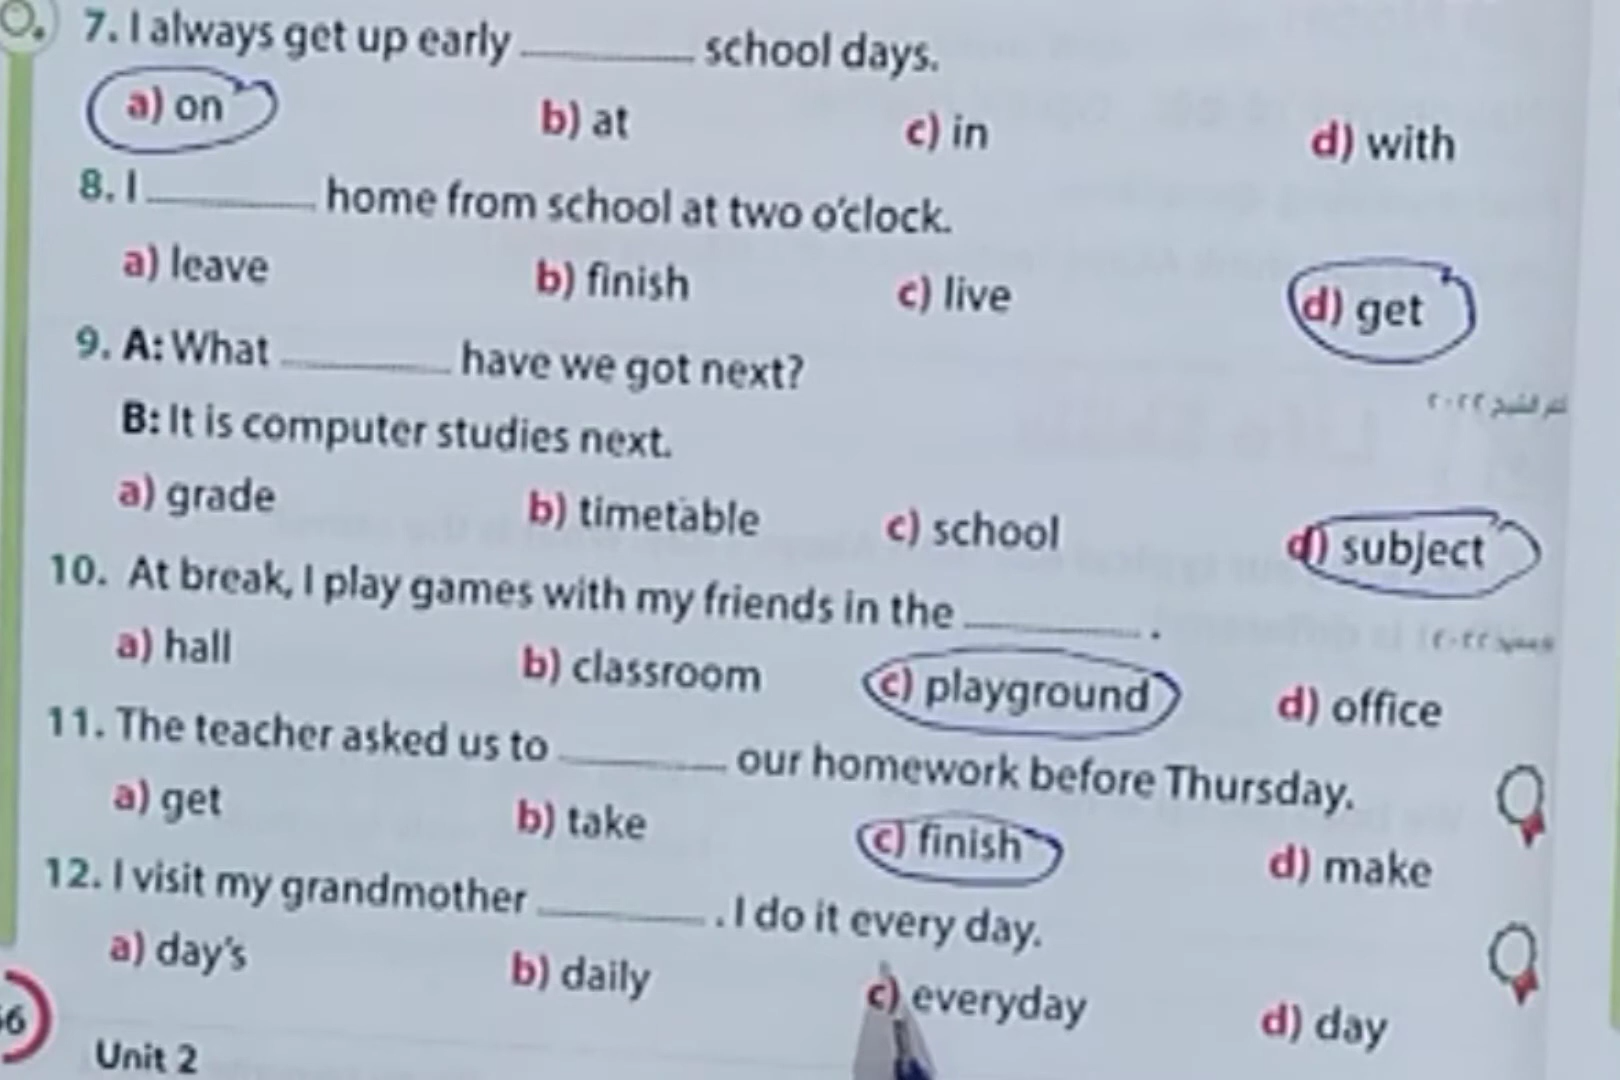 7. I always get up early ________ school days.
a) on b) at c) in d) with
8. I ________ home from school at two o'clock.
a) leave b) finish c) live d) get
9. A: What ________ have we got next?
B: It is computer studies next.
a) grade b) timetable c) school d) subject
10. At break, I play games with my friends in the ________ .
a) hall b) classroom c) playground d) office
11. The teacher asked us to ________ our homework before Thursday.
a) get b) take c) finish d) make
12. I visit my grandmother ________ . I do it every day.
a) day's b) daily c) everyday d) day
Unit 2